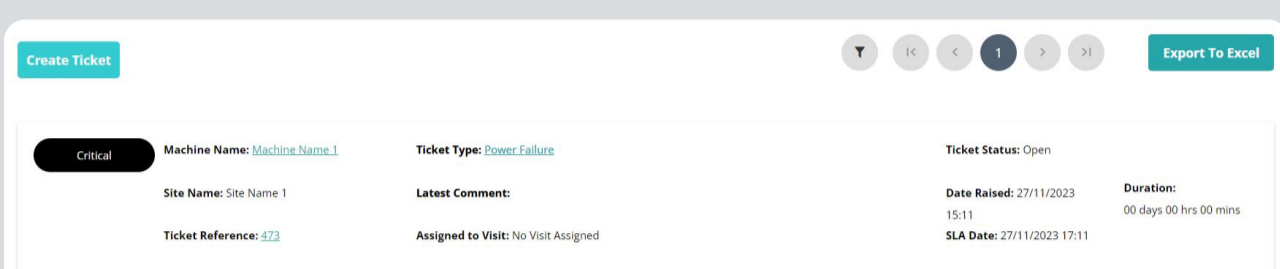 Create Ticket
1
Export To Excel
Critical
Machine Name: Machine Name 1
Ticket Type: Power Failure
Ticket Status: Open
Site Name: Site Name 1
Latest Comment:
Date Raised: 27/11/2023
15:11
Duration:
00 days 00 hrs 00 mins
Ticket Reference: 473
Assigned to Visit: No Visit Assigned
SLA Date: 27/11/2023 17:11